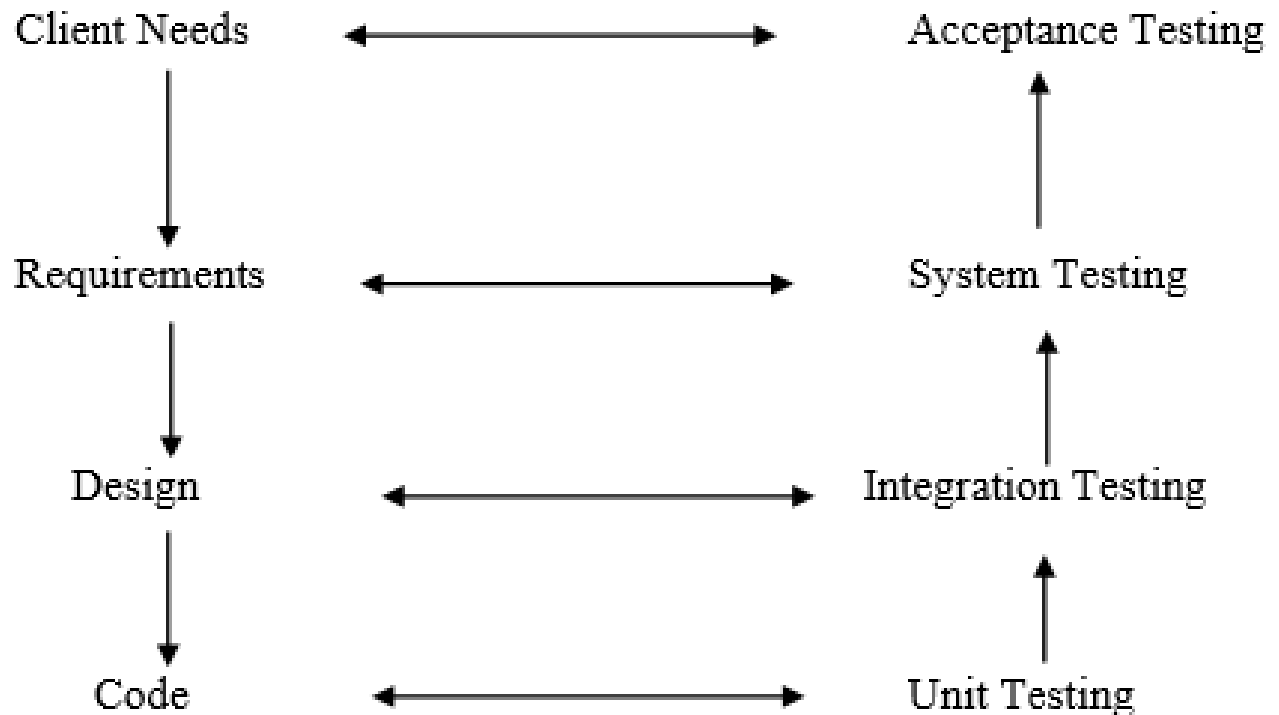 Client Needs
Acceptance Testing
Requirements
System Testing
Design
Integration Testing
Code
Unit Testing